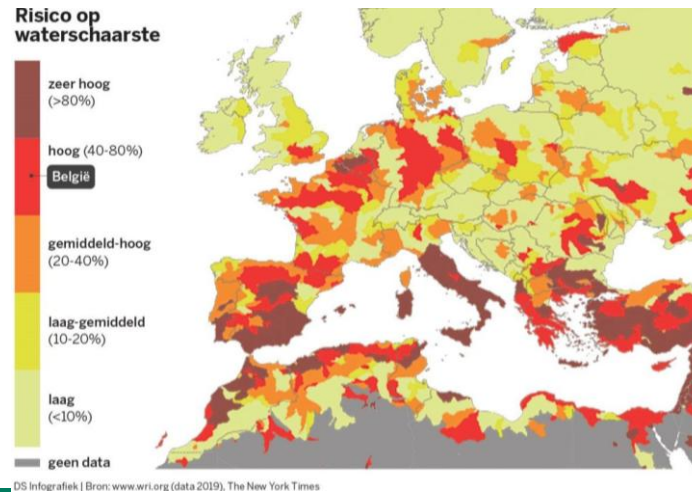 Risico op
waterschaarste
zeer hoog
(>80%)
hoog (40-80%)
België
gemiddeld-hoog
(20-40%)
laag-gemiddeld
(10-20%)
laag
(<10%)
geen data
DS Infografiek | Bron: www.wri.org (data 2019), The New York Times